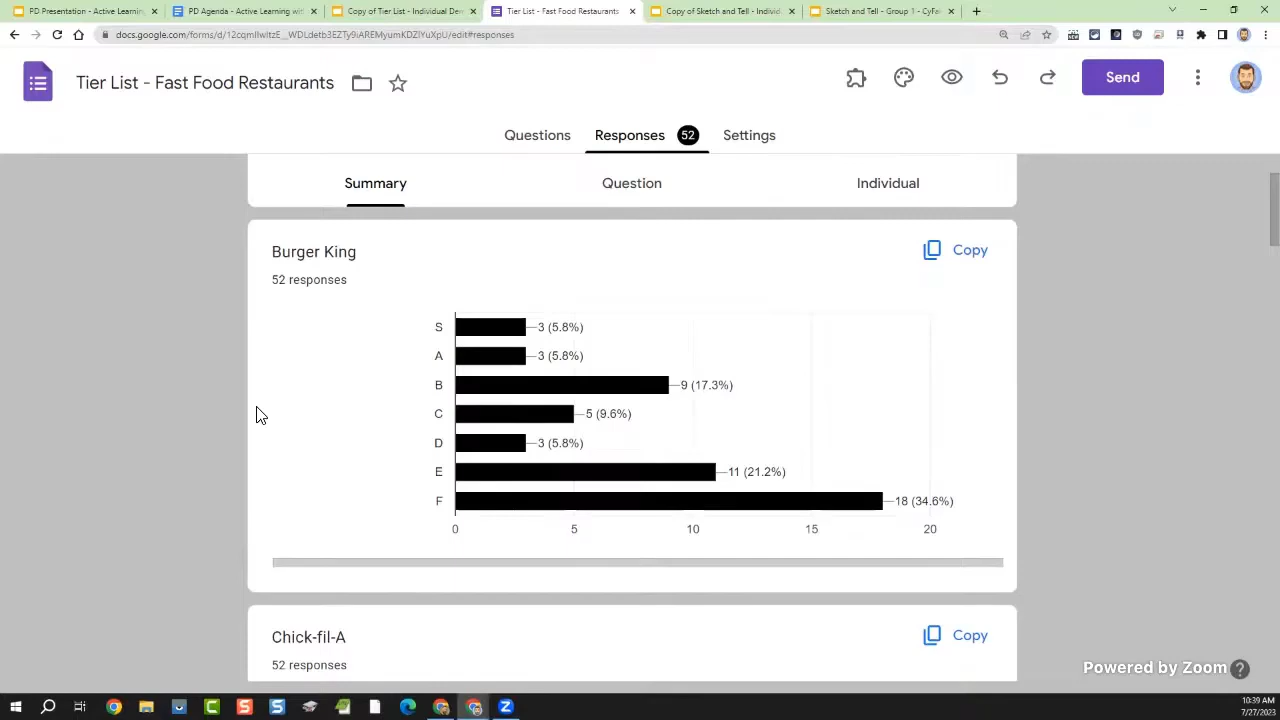 PD Presentation - Active Learning
PD Agenda - Active Learning with
Copy of Tier List - Individual Dev
Tier List - Fast Food Restaurants
Copy of Sketch and Tell - Individ
Sketch and Tell - Group 1 - CyFa
Tier List - Fast Food Restaurants
Send
Questions
Responses
52
Settings
Summary
Question
Individual
Burger King
Copy
52 responses
S 3 (5.8%)
A 3 (5.8%)
B 9 (17.3%)
C 5 (9.6%)
D 3 (5.8%)
E 11 (21.2%)
F 18 (34.6%)
0 5 10 15 20
Chick-fil-A
Copy
52 responses
Powered by Zoom
10:39 AM
7/27/2023